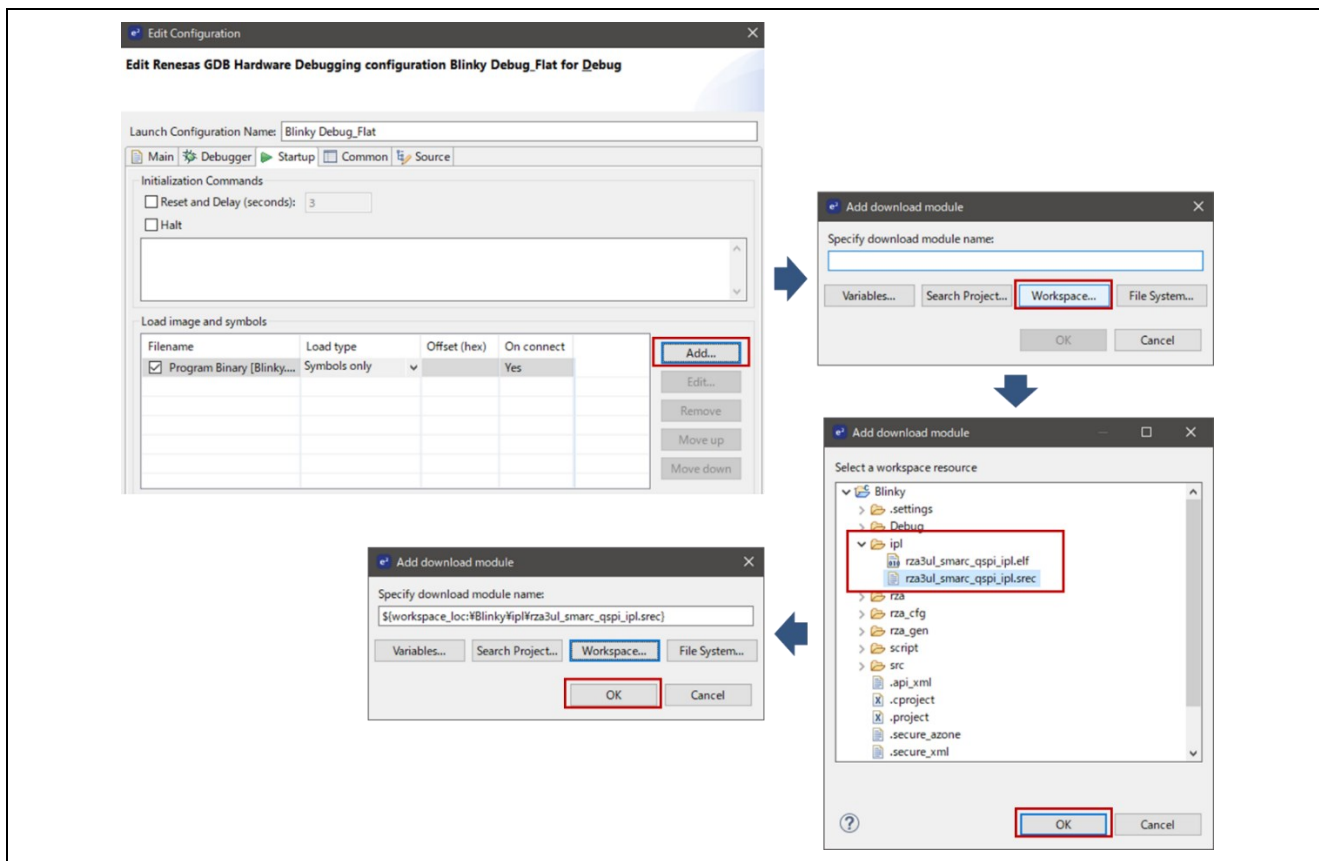 Edit Configuration
Edit Renesas GDB Hardware Debugging configuration Blinky Debug_Flat for Debug
Launch Configuration Name: Blinky Debug_Flat
Main Debugger Startup Common Source
Initialization Commands
Reset and Delay (seconds): 3
Halt
Load image and symbols
Filename Load type Offset (hex) On connect
Program Binary [Blinky.... Symbols only Yes
Add...
Edit...
Remove
Move up
Move down
Add download module
Specify download module name:
Variables... Search Project... Workspace... File System...
OK Cancel
Add download module
Select a workspace resource
Blinky
.settings
Debug
ipl
rza3ul_smarc_qspi_ipl.elf
rza3ul_smarc_qspi_ipl.srec
rza
rza_cfg
rza_gen
script
src
.api_xml
.cproject
.project
.secure_azone
.secure_xml
OK Cancel
Add download module
Specify download module name:
${workspace_loc:¥Blinky¥ipl¥rza3ul_smarc_qspi_ipl.srec}
Variables... Search Project... Workspace... File System...
OK Cancel